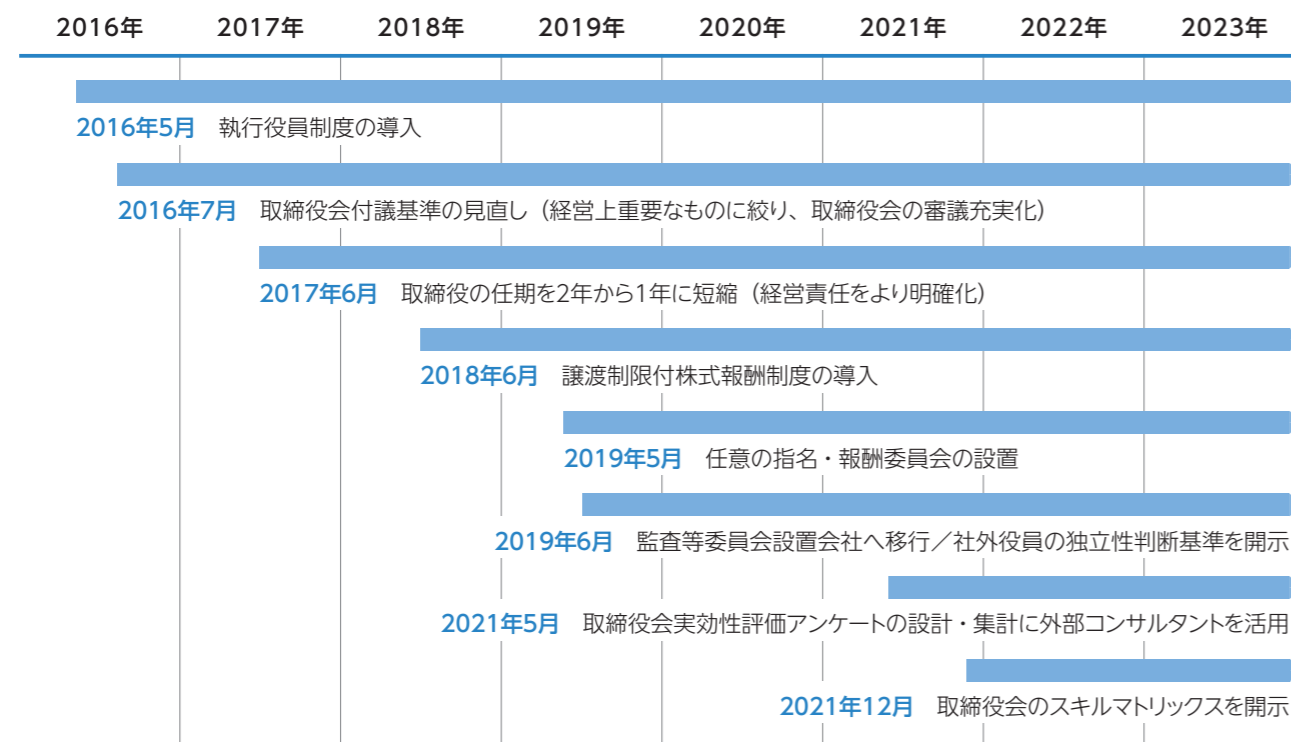 2016年 2017年 2018年 2019年 2020年 2021年 2022年 2023年
2016年5月 執行役員制度の導入
2016年7月 取締役会付議基準の見直し（経営上重要なものに絞り、取締役会の審議充実化）
2017年6月 取締役の任期を2年から1年に短縮（経営責任をより明確化）
2018年6月 譲渡制限付株式報酬制度の導入
2019年5月 任意の指名・報酬委員会の設置
2019年6月 監査等委員会設置会社へ移行／社外役員の独立性判断基準を開示
2021年5月 取締役会実効性評価アンケートの設計・集計に外部コンサルタントを活用
2021年12月 取締役会のスキルマトリックスを開示